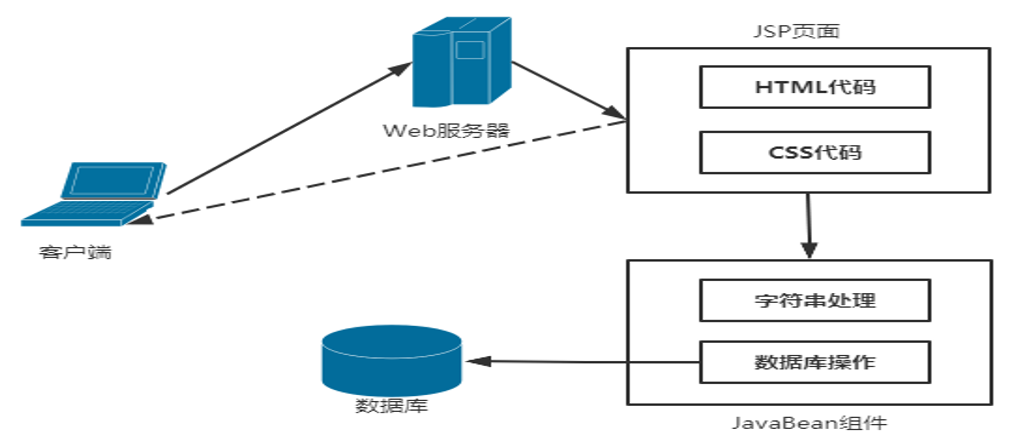 JSP页面
HTML代码
Web服务器
CSS代码
客户端
字符串处理
数据库操作
数据库
JavaBean组件